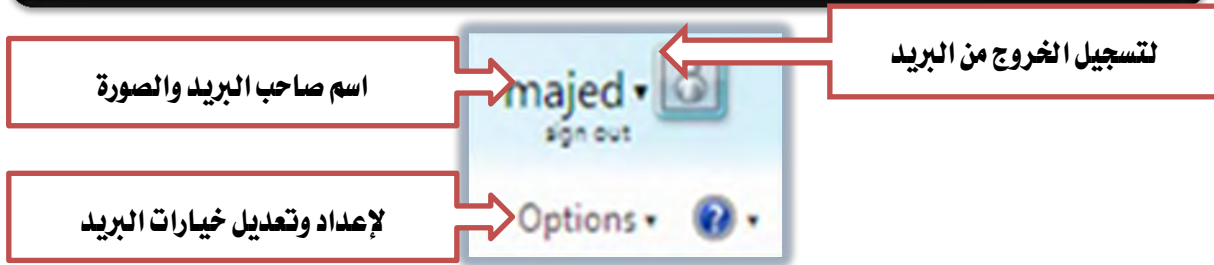 لتسجيل الخروج من البريد
اسم صاحب البريد والصورة
majed
sign out
لإعداد وتعديل خيارات البريد
Options
?